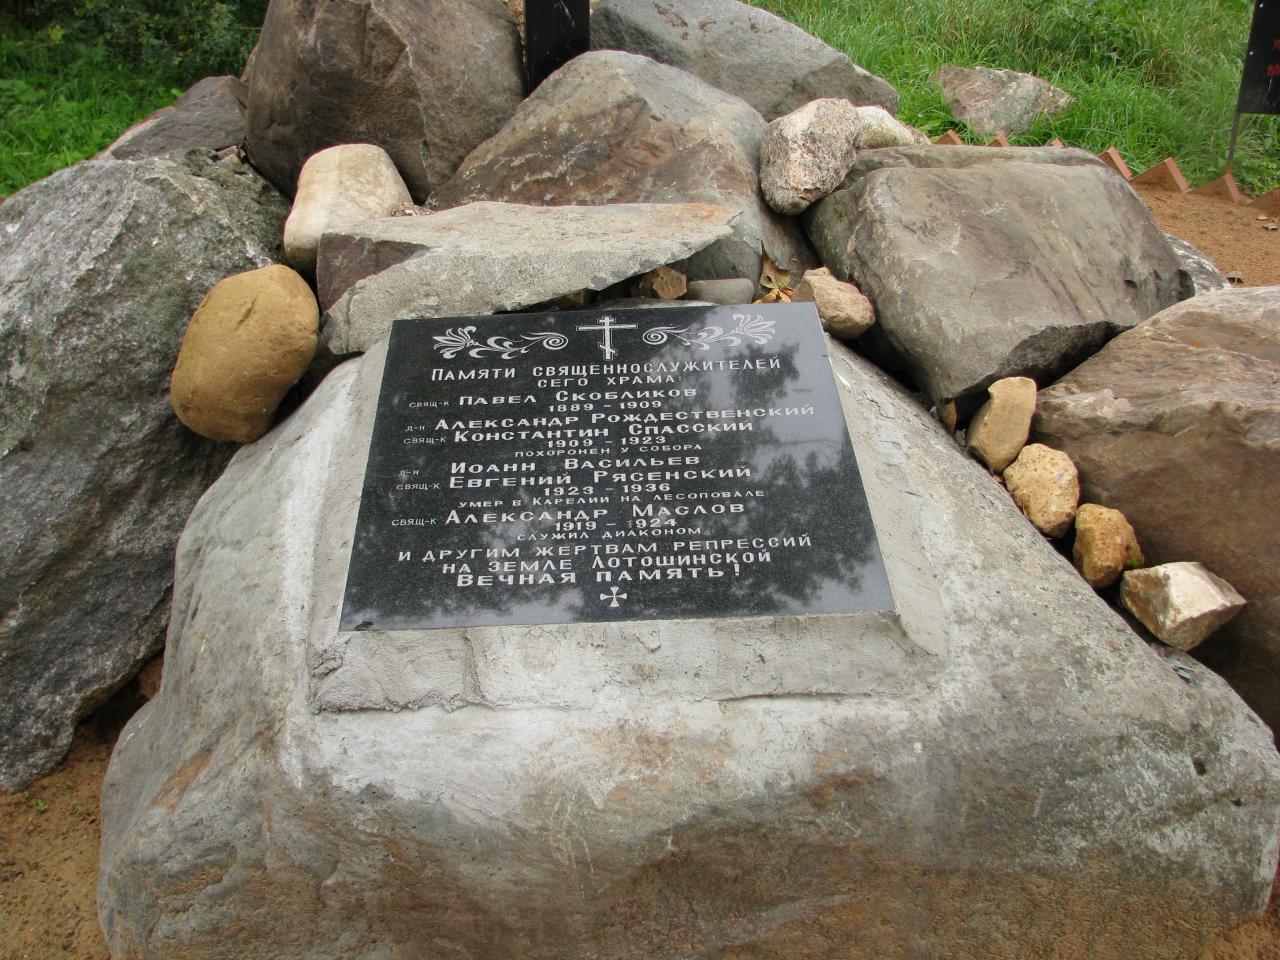 Памяти священнослужителей
сего храма:
свящ-к Павел Скобликов
1889 - 1909
д-н Александр Рождественский
свящ-к Константин Спасский
1909 - 1923
похоронен у собора
д-н Иоанн Васильев
свящ-к Евгений Рясенский
1923 - 1936
умер в Карелии на лесоповале
свящ-к Александр Маслов
1919 - 1924
служил диаконом
и другим жертвам репрессий
на земле Лотошинской
Вечная память!